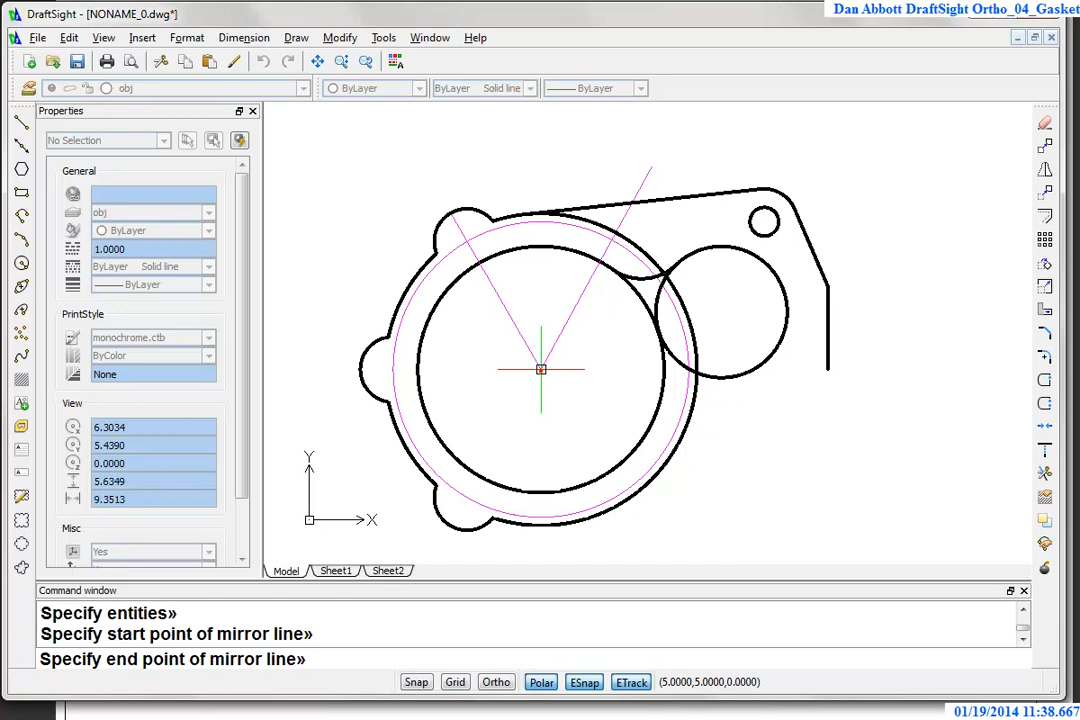 Dan Abbott DraftSight Ortho_04_Gasket
DraftSight - [NONAME_0.dwg*]
File Edit View Insert Format Dimension Draw Modify Tools Window Help
obj ByLayer ByLayer Solid line ByLayer
Properties
No Selection
General
obj
ByLayer
1.0000
ByLayer Solid line
ByLayer
PrintStyle
monochrome.ctb
ByColor
None
View
6.3034
5.4390
0.0000
5.6349
9.3513
Misc
Yes
Y
X
Model Sheet1 Sheet2
Command window
Specify entities»
Specify start point of mirror line»
Specify end point of mirror line»
Snap Grid Ortho Polar ESnap ETrack (5.0000,5.0000,0.0000)
01/19/2014 11:38.667